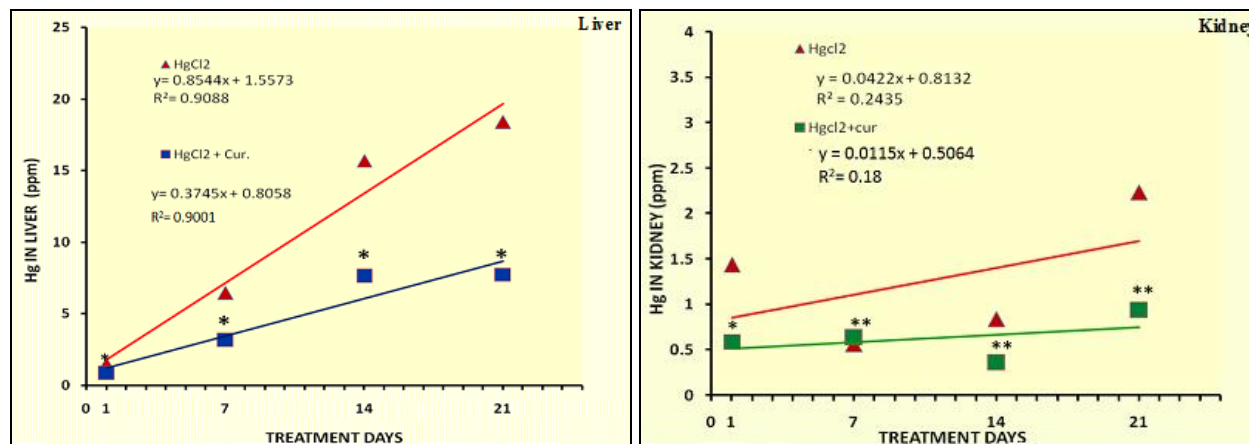 Liver
25
20
15
10
5
0
Hg IN LIVER (ppm)
HgCl2
y= 0.8544x + 1.5573
R²= 0.9088
HgCl2 + Cur.
y= 0.3745x + 0.8058
R²= 0.9001
*
*
*
*
0 1 7 14 21
TREATMENT DAYS
Kidney
4
3.5
3
2.5
2
1.5
1
0.5
0
Hg IN KIDNEY (ppm)
Hgcl2
y = 0.0422x + 0.8132
R² = 0.2435
Hgcl2+cur
y = 0.0115x + 0.5064
R²= 0.18
*
**
**
**
0 1 7 14 21
TREATMENT DAYS